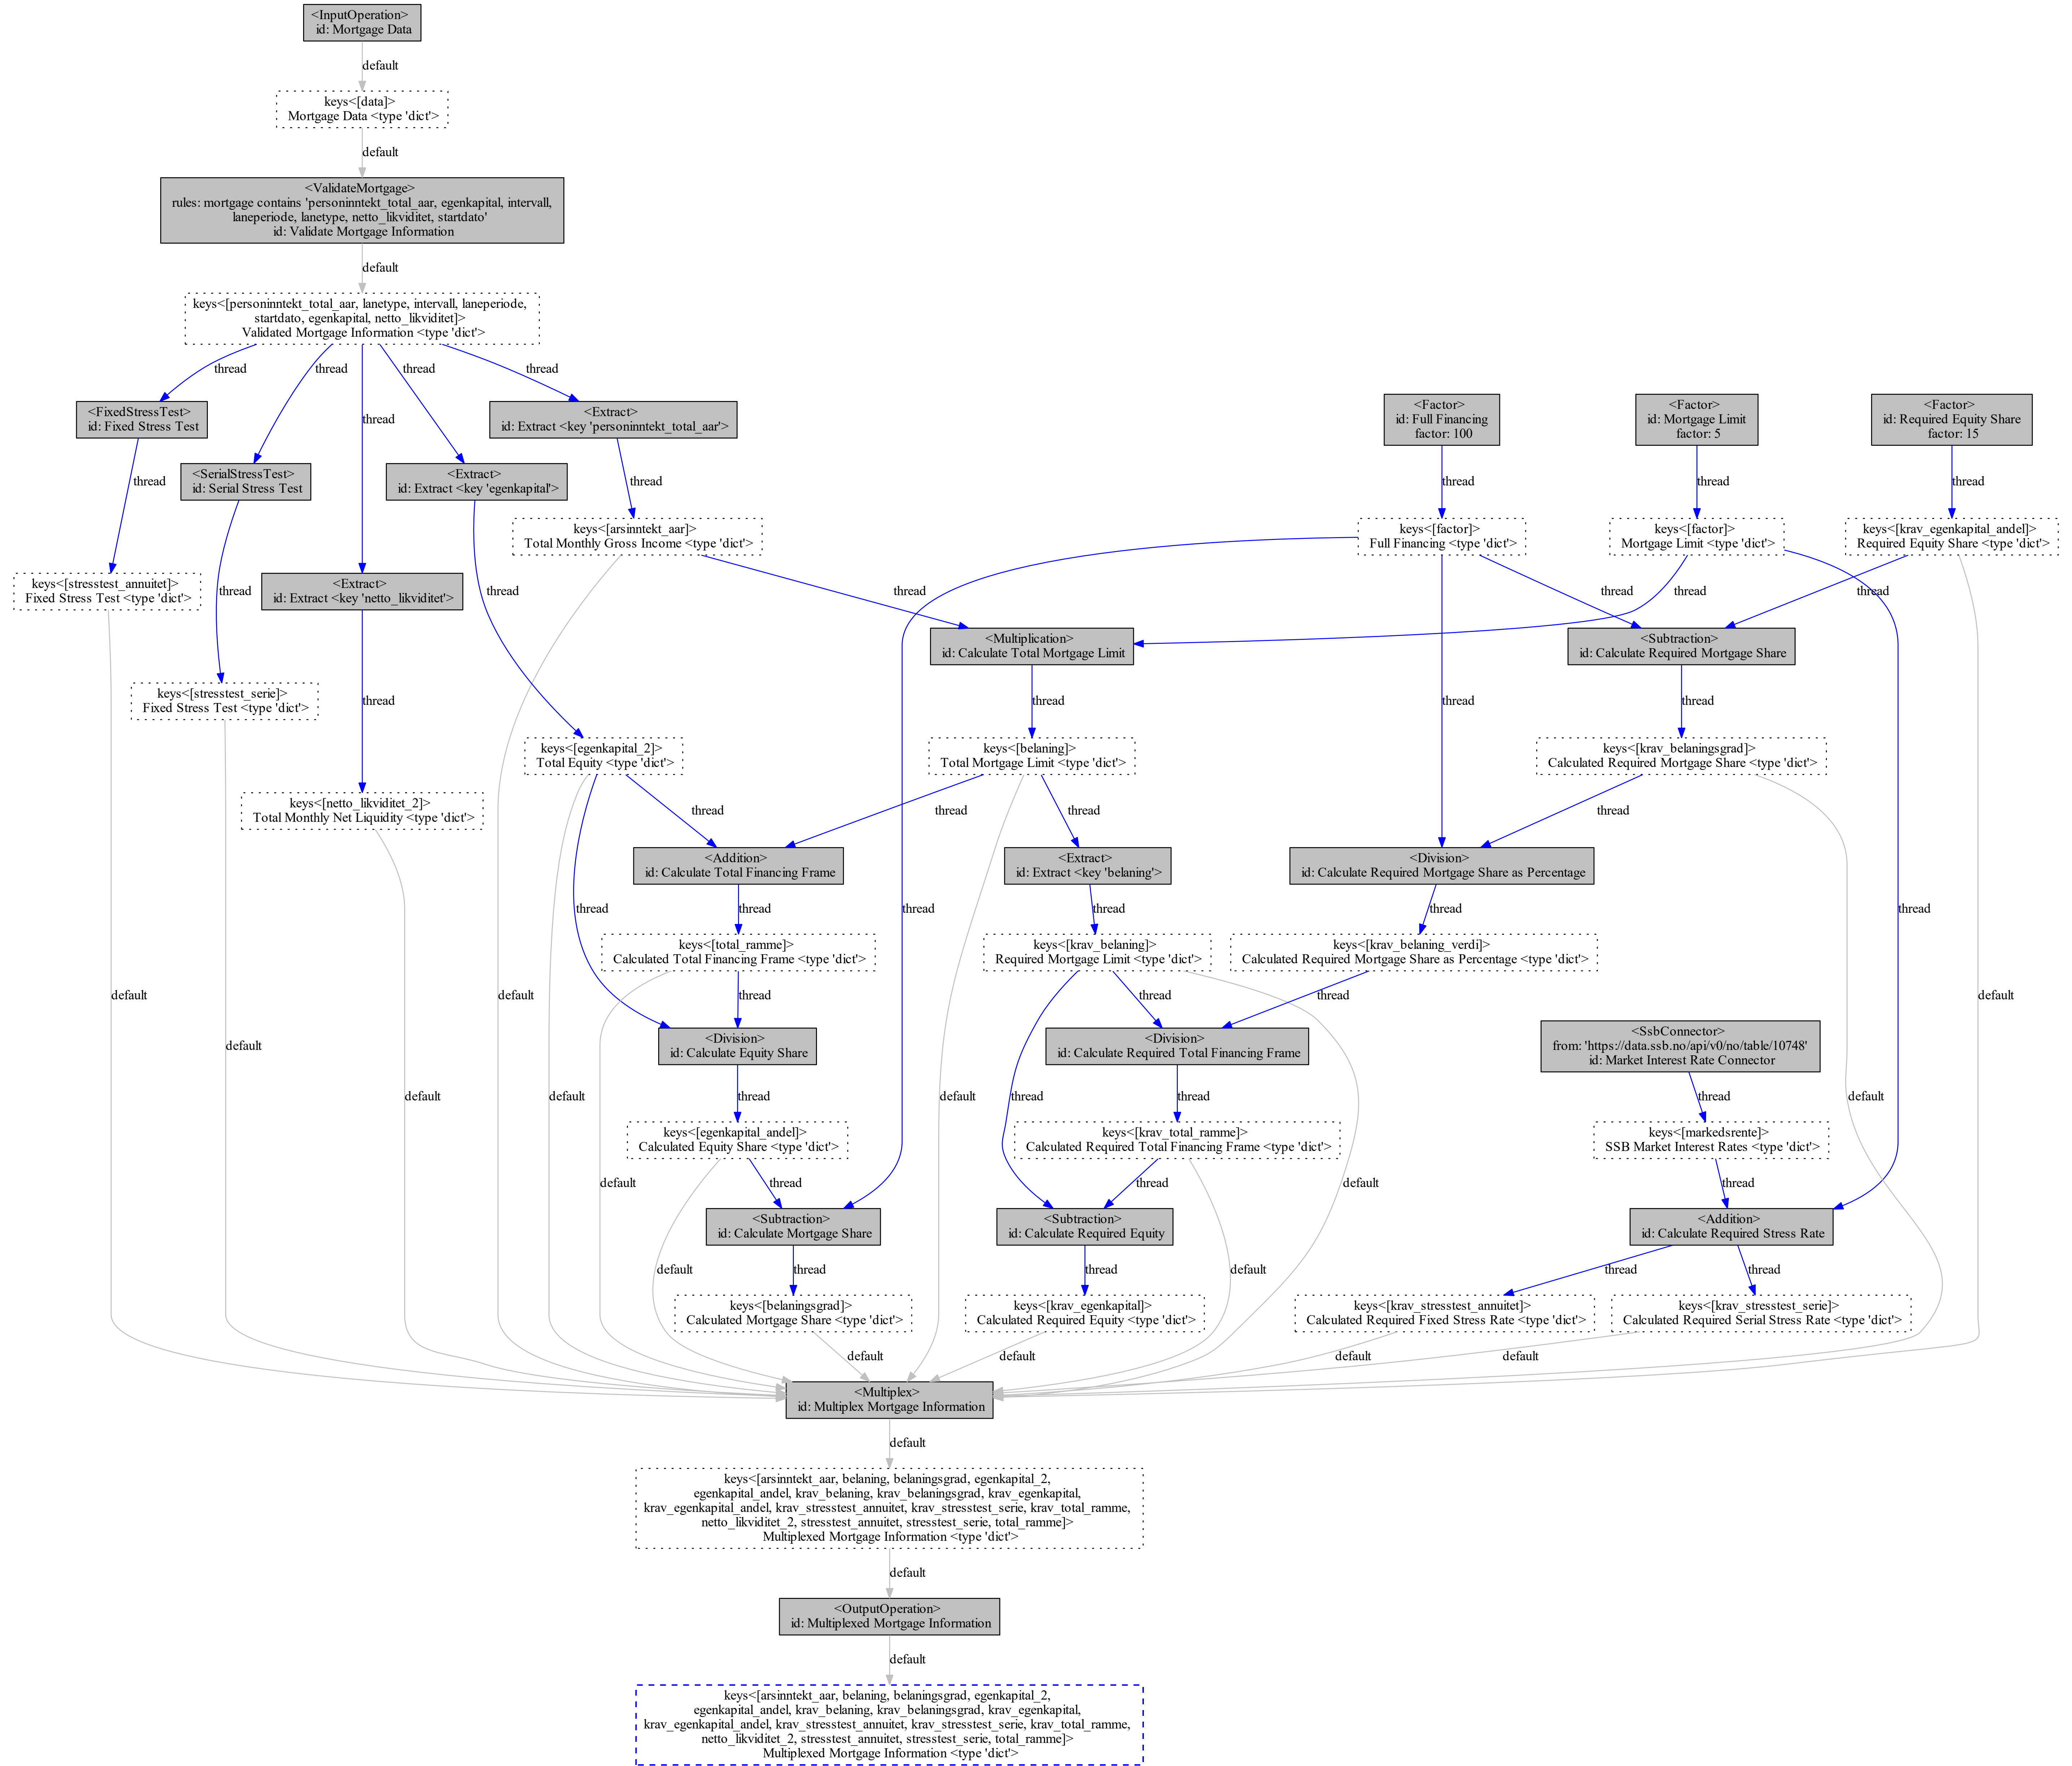 <InputOperation>
id: Mortgage Data
default
keys<[data]>
Mortgage Data <type 'dict'>
default
<ValidateMortgage>
rules: mortgage contains 'personinntekt_total_aar, egenkapital, intervall,
laneperiode, lanetype, netto_likviditet, startdato'
id: Validate Mortgage Information
default
keys<[personinntekt_total_aar, lanetype, intervall, laneperiode,
startdato, egenkapital, netto_likviditet]>
Validated Mortgage Information <type 'dict'>
thread
thread
thread
thread
thread
<FixedStressTest>
id: Fixed Stress Test
<Extract>
id: Extract <key 'personinntekt_total_aar'>
<Factor>
id: Full Financing
factor: 100
<Factor>
id: Mortgage Limit
factor: 5
<Factor>
id: Required Equity Share
factor: 15
<SerialStressTest>
id: Serial Stress Test
<Extract>
id: Extract <key 'egenkapital'>
thread
thread
thread
thread
thread
keys<[arsinntekt_aar]>
Total Monthly Gross Income <type 'dict'>
keys<[factor]>
Full Financing <type 'dict'>
keys<[factor]>
Mortgage Limit <type 'dict'>
keys<[krav_egenkapital_andel]>
Required Equity Share <type 'dict'>
keys<[stresstest_annuitet]>
Fixed Stress Test <type 'dict'>
thread
<Extract>
id: Extract <key 'netto_likviditet'>
thread
thread
thread
thread
thread
<Multiplication>
id: Calculate Total Mortgage Limit
<Subtraction>
id: Calculate Required Mortgage Share
keys<[stresstest_serie]>
Fixed Stress Test <type 'dict'>
thread
thread
thread
thread
keys<[egenkapital_2]>
Total Equity <type 'dict'>
keys<[belaning]>
Total Mortgage Limit <type 'dict'>
keys<[krav_belaningsgrad]>
Calculated Required Mortgage Share <type 'dict'>
keys<[netto_likviditet_2]>
Total Monthly Net Liquidity <type 'dict'>
thread
thread
thread
thread
<Addition>
id: Calculate Total Financing Frame
<Extract>
id: Extract <key 'belaning'>
<Division>
id: Calculate Required Mortgage Share as Percentage
thread
thread
thread
thread
thread
thread
keys<[total_ramme]>
Calculated Total Financing Frame <type 'dict'>
keys<[krav_belaning]>
Required Mortgage Limit <type 'dict'>
keys<[krav_belaning_verdi]>
Calculated Required Mortgage Share as Percentage <type 'dict'>
default
default
thread
thread
thread
default
<Division>
id: Calculate Equity Share
<Division>
id: Calculate Required Total Financing Frame
<SsbConnector>
from: 'https://data.ssb.no/api/v0/no/table/10748'
id: Market Interest Rate Connector
default
default
default
thread
default
thread
thread
thread
default
keys<[egenkapital_andel]>
Calculated Equity Share <type 'dict'>
keys<[krav_total_ramme]>
Calculated Required Total Financing Frame <type 'dict'>
keys<[markedsrente]>
SSB Market Interest Rates <type 'dict'>
default
thread
thread
default
thread
<Subtraction>
id: Calculate Mortgage Share
<Subtraction>
id: Calculate Required Equity
<Addition>
id: Calculate Required Stress Rate
default
thread
thread
default
thread
thread
keys<[belaningsgrad]>
Calculated Mortgage Share <type 'dict'>
keys<[krav_egenkapital]>
Calculated Required Equity <type 'dict'>
keys<[krav_stresstest_annuitet]>
Calculated Required Fixed Stress Rate <type 'dict'>
keys<[krav_stresstest_serie]>
Calculated Required Serial Stress Rate <type 'dict'>
default
default
default
default
<Multiplex>
id: Multiplex Mortgage Information
default
keys<[arsinntekt_aar, belaning, belaningsgrad, egenkapital_2,
egenkapital_andel, krav_belaning, krav_belaningsgrad, krav_egenkapital,
krav_egenkapital_andel, krav_stresstest_annuitet, krav_stresstest_serie, krav_total_ramme,
netto_likviditet_2, stresstest_annuitet, stresstest_serie, total_ramme]>
Multiplexed Mortgage Information <type 'dict'>
default
<OutputOperation>
id: Multiplexed Mortgage Information
default
keys<[arsinntekt_aar, belaning, belaningsgrad, egenkapital_2,
egenkapital_andel, krav_belaning, krav_belaningsgrad, krav_egenkapital,
krav_egenkapital_andel, krav_stresstest_annuitet, krav_stresstest_serie, krav_total_ramme,
netto_likviditet_2, stresstest_annuitet, stresstest_serie, total_ramme]>
Multiplexed Mortgage Information <type 'dict'>